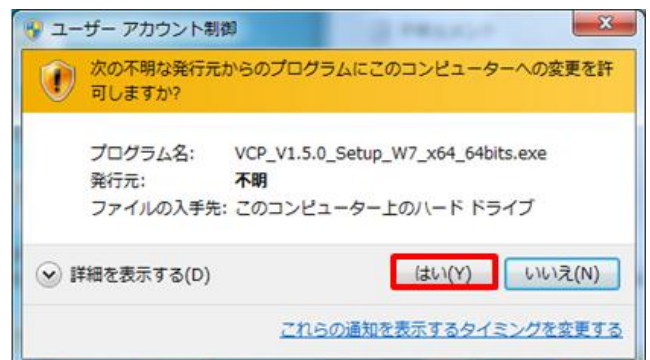 ユーザー アカウント制御
次の不明な発行元からのプログラムにこのコンピューターへの変更を許
可しますか?
プログラム名: VCP_V1.5.0_Setup_W7_x64_64bits.exe
発行元: 不明
ファイルの入手先: このコンピューター上のハード ドライブ
詳細を表示する(D) はい(Y) いいえ(N)
これらの通知を表示するタイミングを変更する